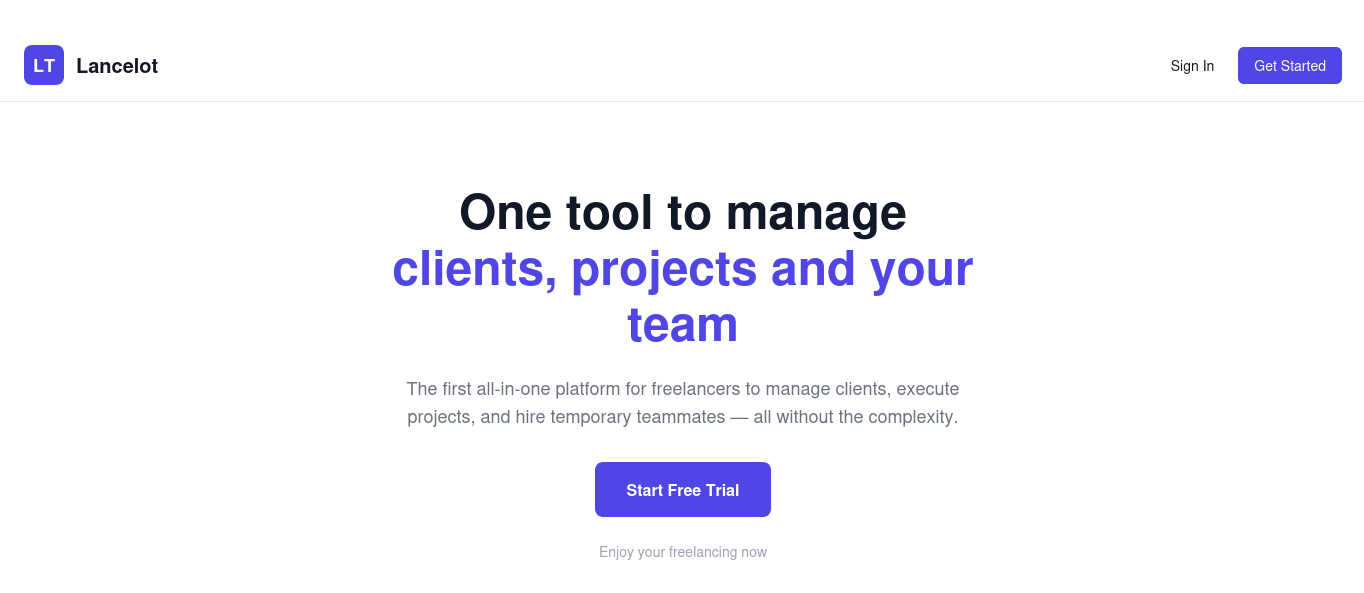 LT
Lancelot
Sign In
Get Started
One tool to manage
clients, projects and your
team
The first all-in-one platform for freelancers to manage clients, execute
projects, and hire temporary teammates — all without the complexity.
Start Free Trial
Enjoy your freelancing now